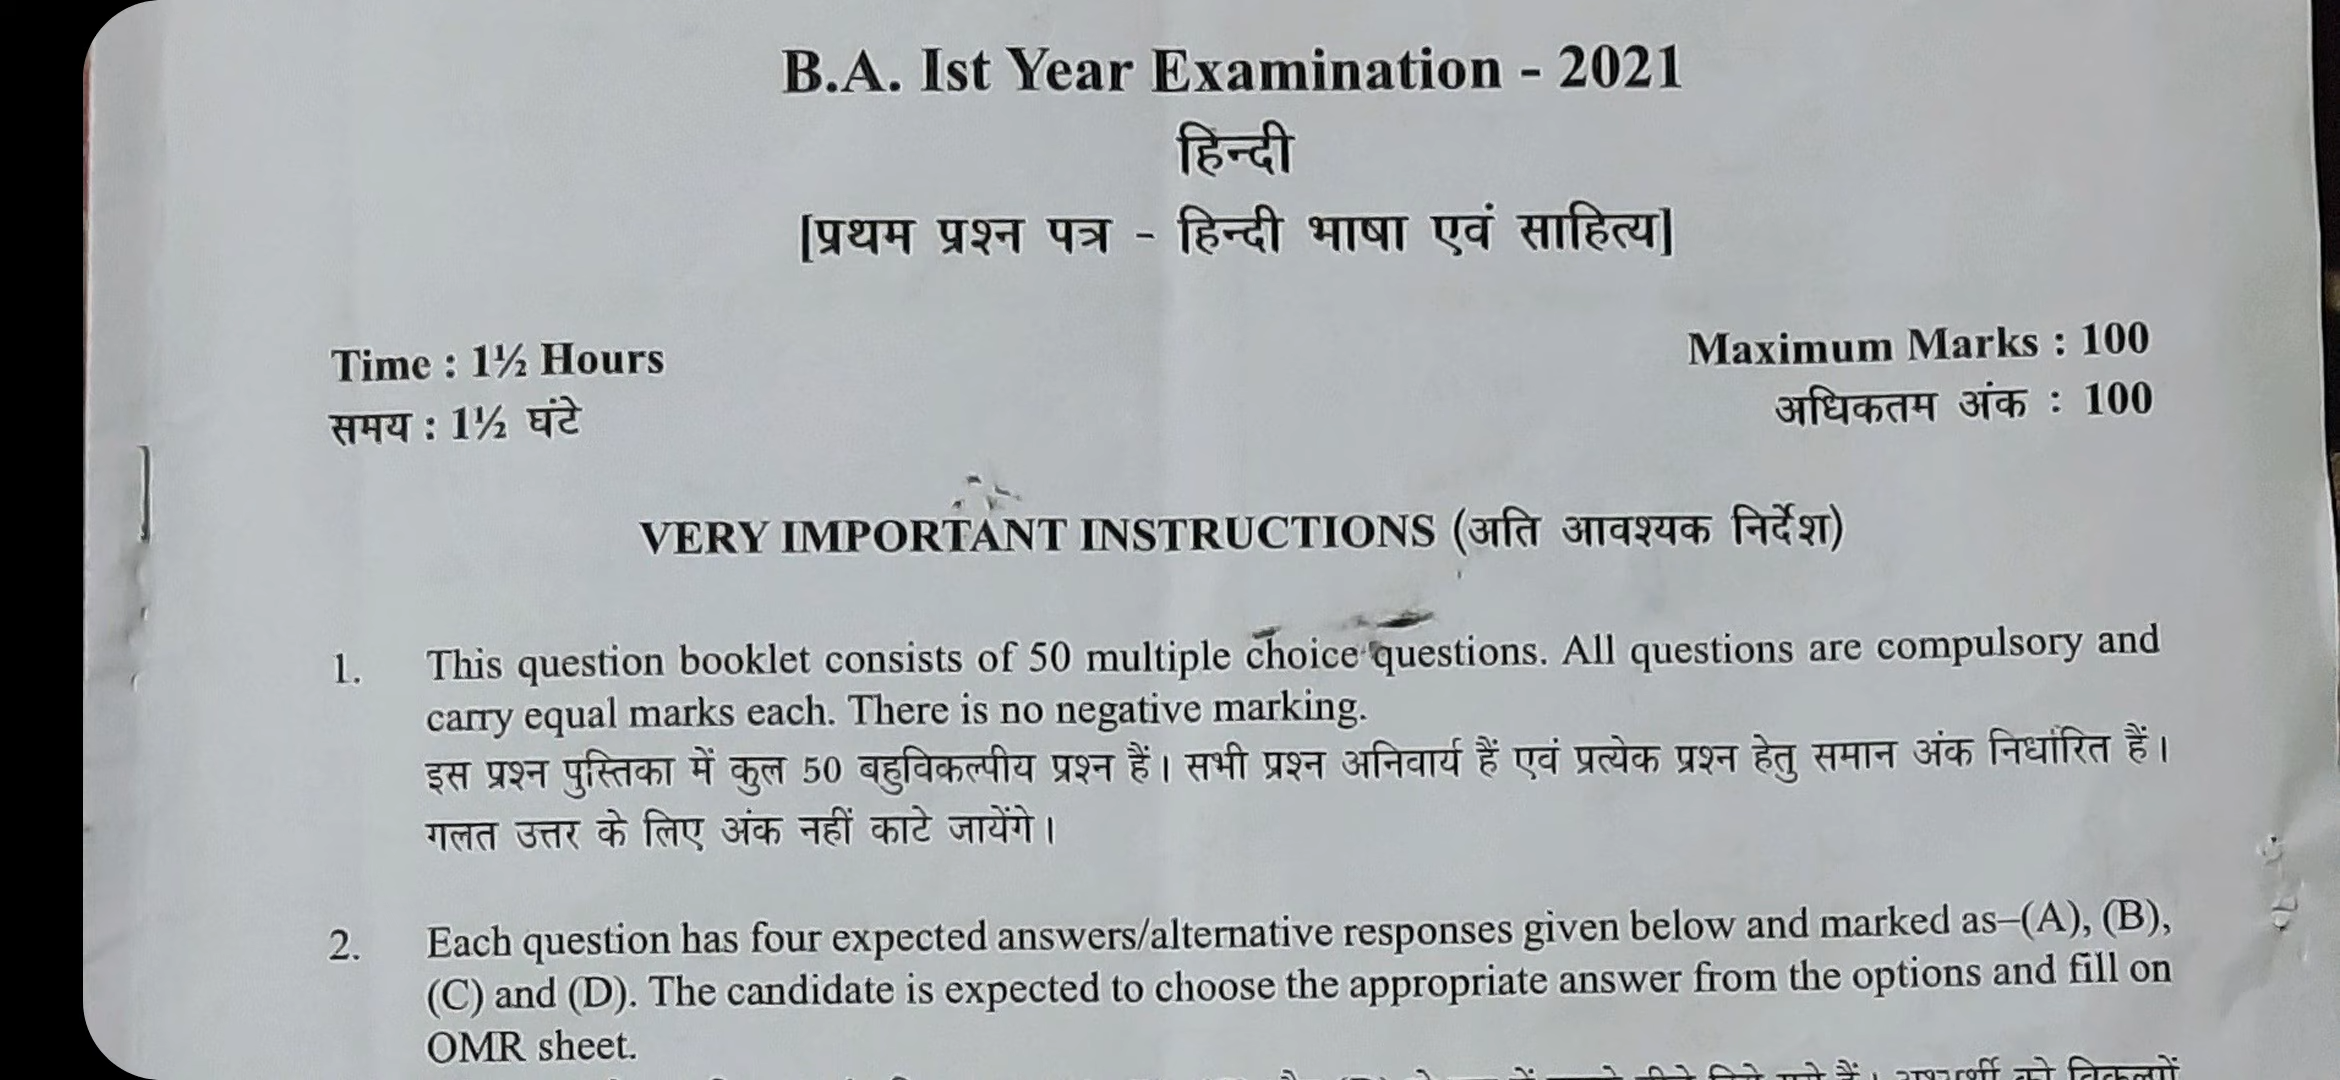 B.A. Ist Year Examination - 2021
हिन्दी
[प्रथम प्रश्न पत्र - हिन्दी भाषा एवं साहित्य]
Time : 1½ Hours
Maximum Marks : 100
समय : 1½ घंटे
अधिकतम अंक : 100
VERY IMPORTANT INSTRUCTIONS (अति आवश्यक निर्देश)
1. This question booklet consists of 50 multiple choice questions. All questions are compulsory and
carry equal marks each. There is no negative marking.
इस प्रश्न पुस्तिका में कुल 50 बहुविकल्पीय प्रश्न हैं। सभी प्रश्न अनिवार्य हैं एवं प्रत्येक प्रश्न हेतु समान अंक निर्धारित हैं।
गलत उत्तर के लिए अंक नहीं काटे जायेंगे।
2. Each question has four expected answers/alternative responses given below and marked as–(A), (B),
(C) and (D). The candidate is expected to choose the appropriate answer from the options and fill on
OMR sheet.